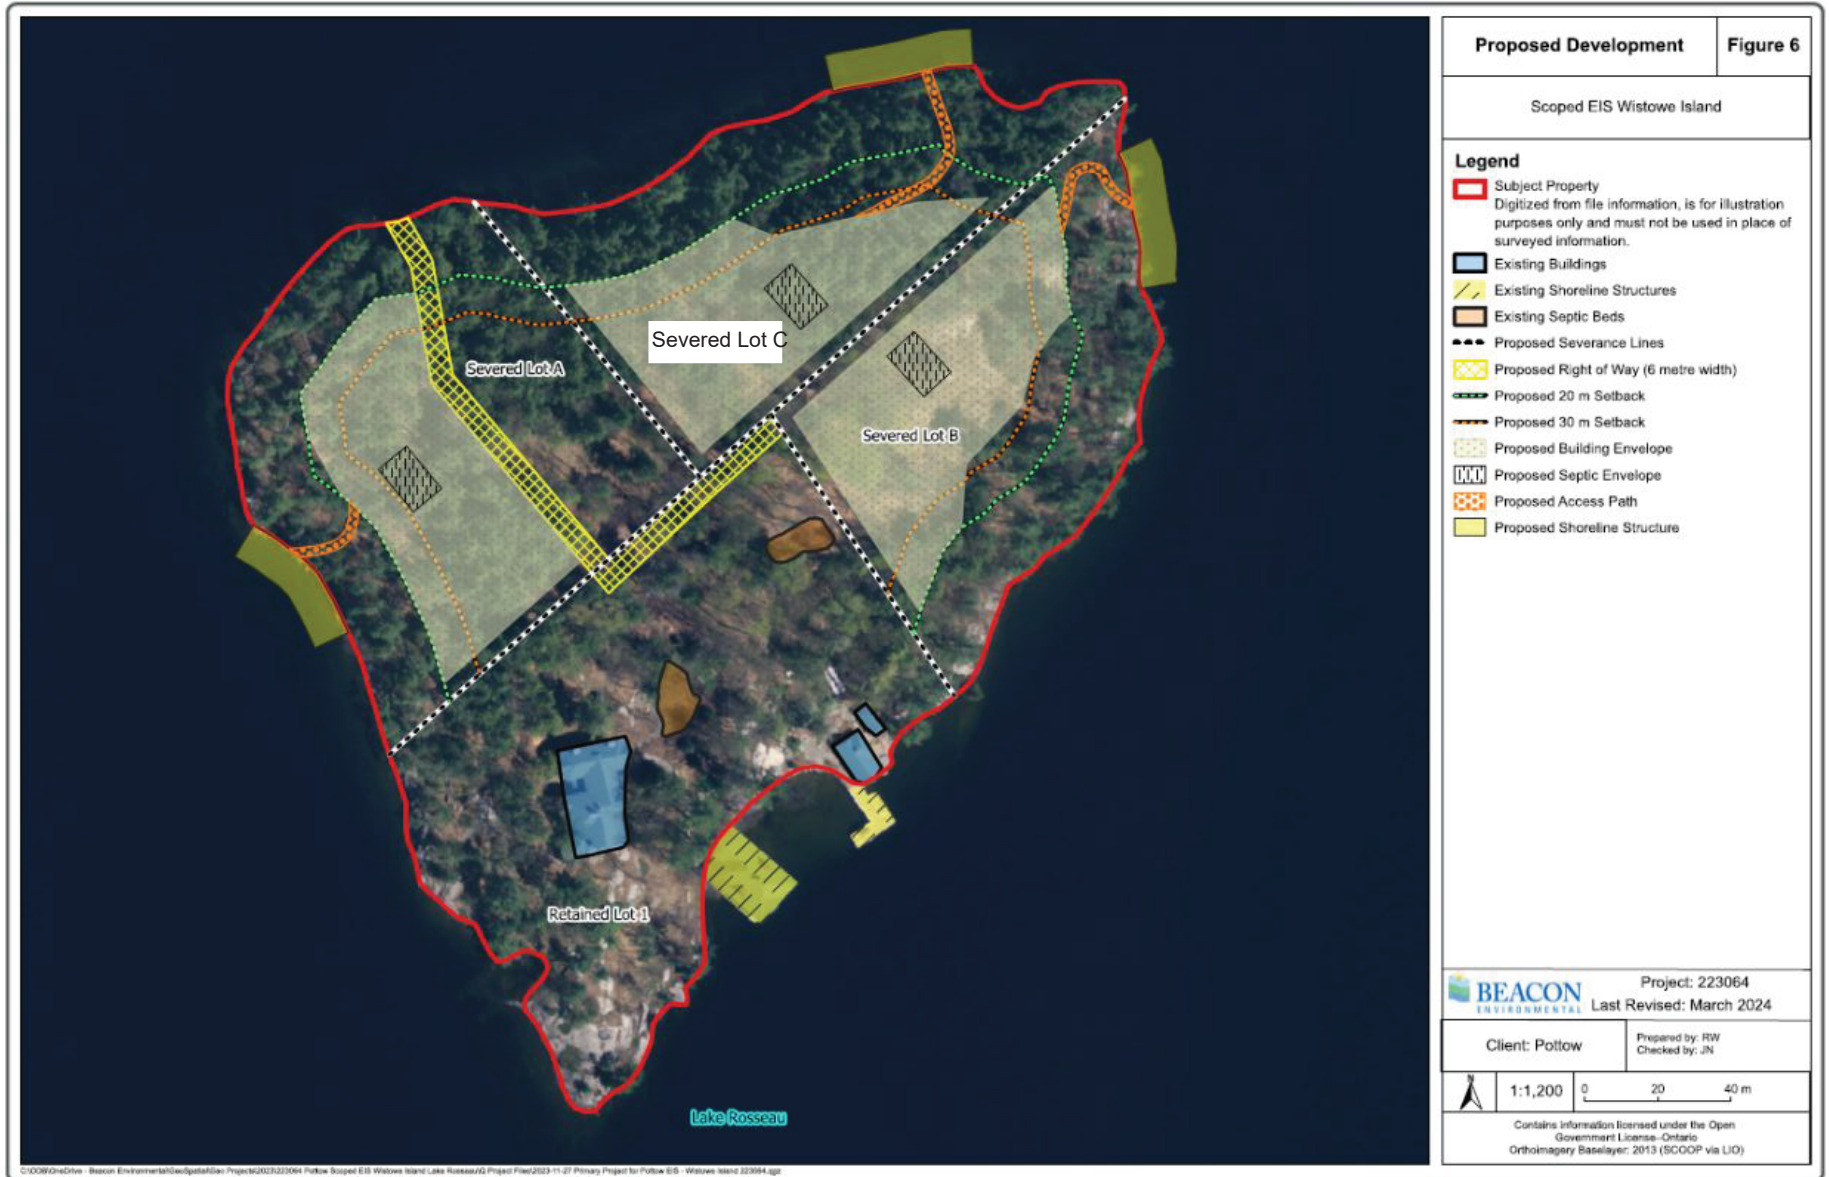 Severed Lot C
Severed Lot A
Severed Lot B
Retained Lot 1
Lake Rosseau
Proposed Development
Figure 6
Scoped EIS Wistowe Island
Legend
Subject Property
Digitized from file information, is for illustration
purposes only and must not be used in place of
surveyed information.
Existing Buildings
Existing Shoreline Structures
Existing Septic Beds
Proposed Severance Lines
Proposed Right of Way (6 metre width)
Proposed 20 m Setback
Proposed 30 m Setback
Proposed Building Envelope
Proposed Septic Envelope
Proposed Access Path
Proposed Shoreline Structure
BEACON
ENVIRONMENTAL
Project: 223064
Last Revised: March 2024
Client: Pottow
Prepared by: RW
Checked by: JN
N
1:1,200
0 20 40 m
Contains information licensed under the Open
Government License–Ontario
Orthoimagery Baselayer: 2013 (SCOOP via LIO)